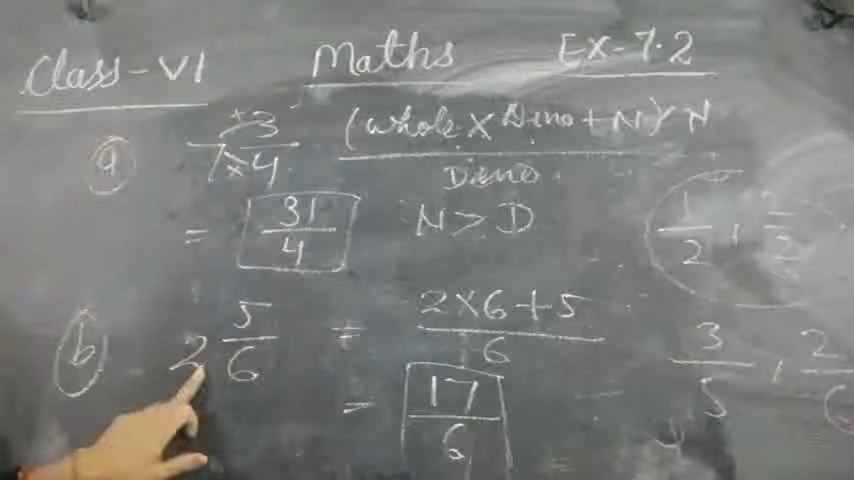 Class-VI Maths Ex-7.2
(a) 7 3/4 (whole × Deno + N) N
Deno
= 31/4 N > D
1/2, 2/2
(b) 2 5/6 = 2×6+5/6
= 17/6
3/5, 2/6